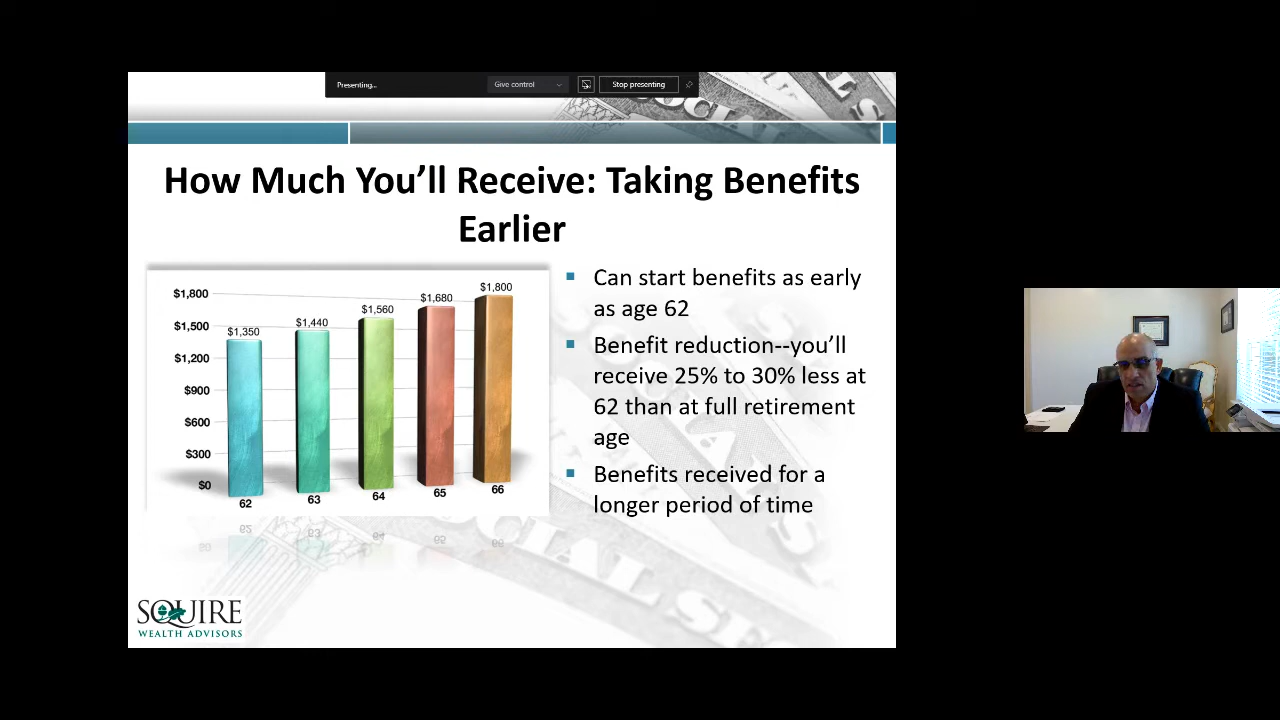 Presenting...
Give control
Stop presenting
SOCIAL S
How Much You’ll Receive: Taking Benefits
Earlier
$1,800
$1,500
$1,200
$900
$600
$300
$0
$1,350
$1,440
$1,560
$1,680
$1,800
62
63
64
65
66
Can start benefits as early
as age 62
Benefit reduction--you’ll
receive 25% to 30% less at
62 than at full retirement
age
Benefits received for a
longer period of time
SOCIAL SE
SQUIRE
WEALTH ADVISORS